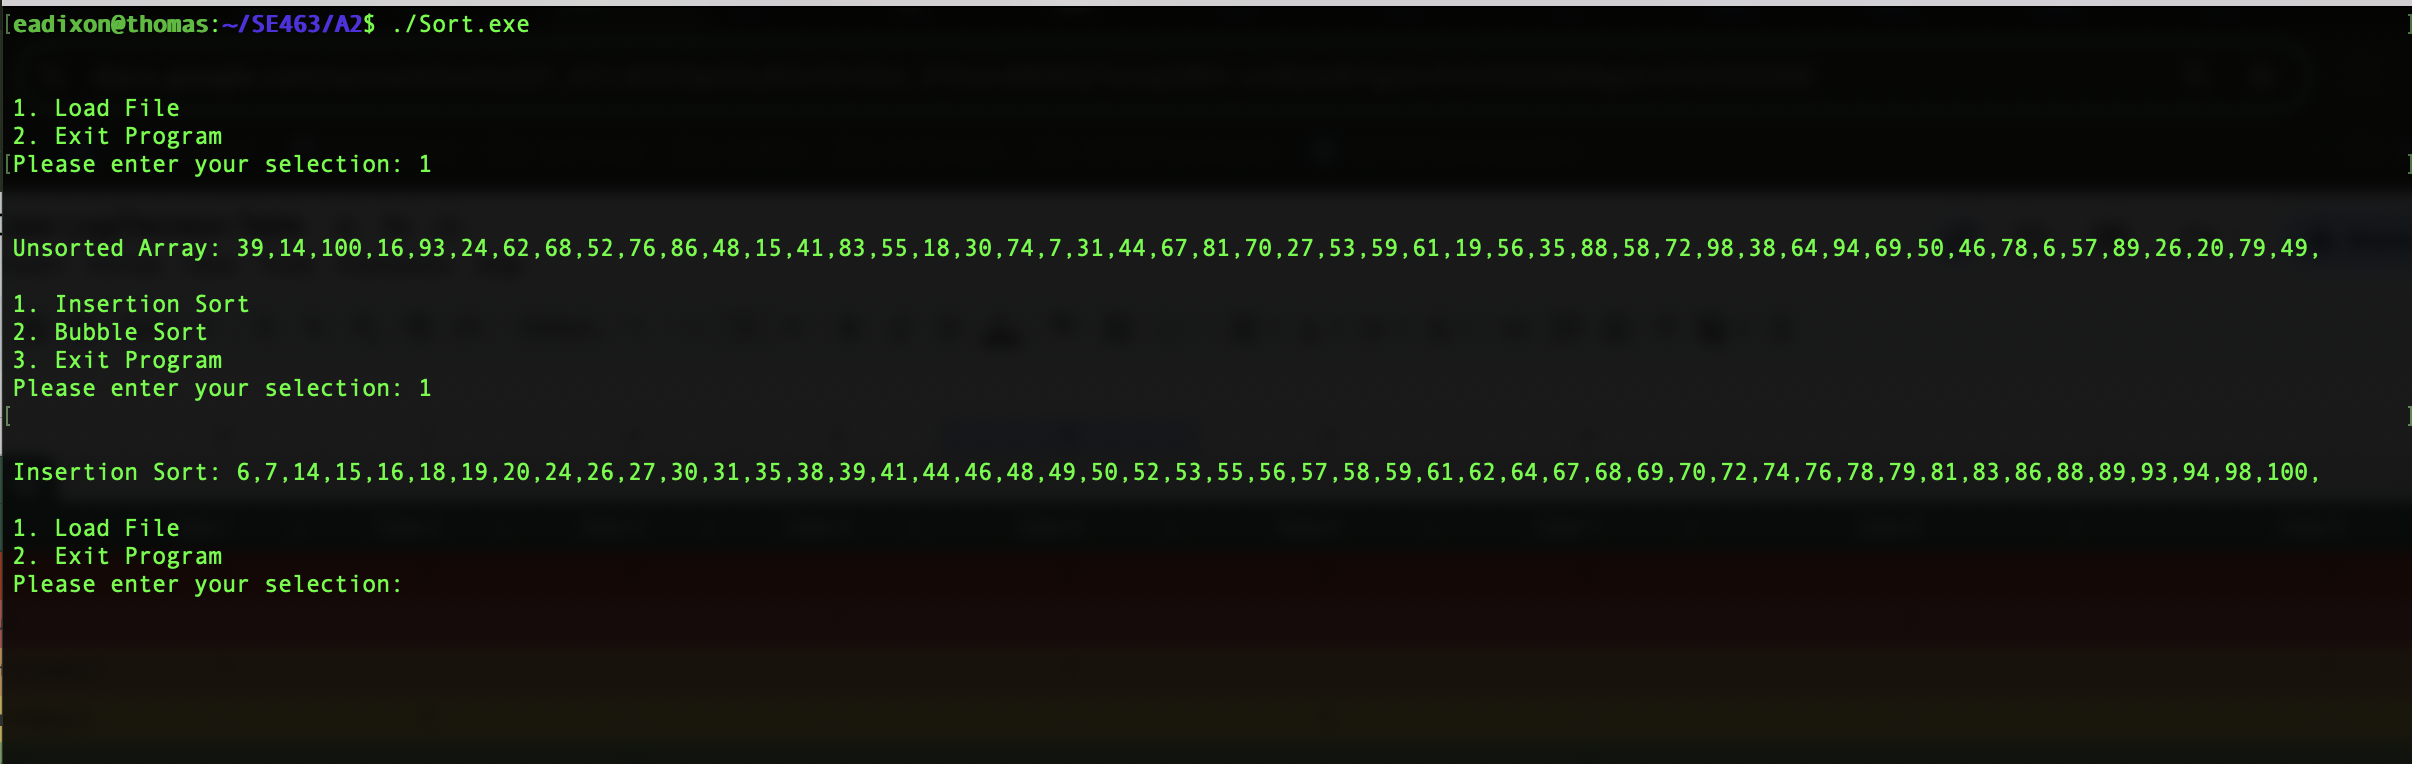 eadixon@thomas:~/SE463/A2$ ./Sort.exe
1. Load File
2. Exit Program
Please enter your selection: 1
Unsorted Array: 39,14,100,16,93,24,62,68,52,76,86,48,15,41,83,55,18,30,74,7,31,44,67,81,70,27,53,59,61,19,56,35,88,58,72,98,38,64,94,69,50,46,78,6,57,89,26,20,79,49,
1. Insertion Sort
2. Bubble Sort
3. Exit Program
Please enter your selection: 1
Insertion Sort: 6,7,14,15,16,18,19,20,24,26,27,30,31,35,38,39,41,44,46,48,49,50,52,53,55,56,57,58,59,61,62,64,67,68,69,70,72,74,76,78,79,81,83,86,88,89,93,94,98,100,
1. Load File
2. Exit Program
Please enter your selection: